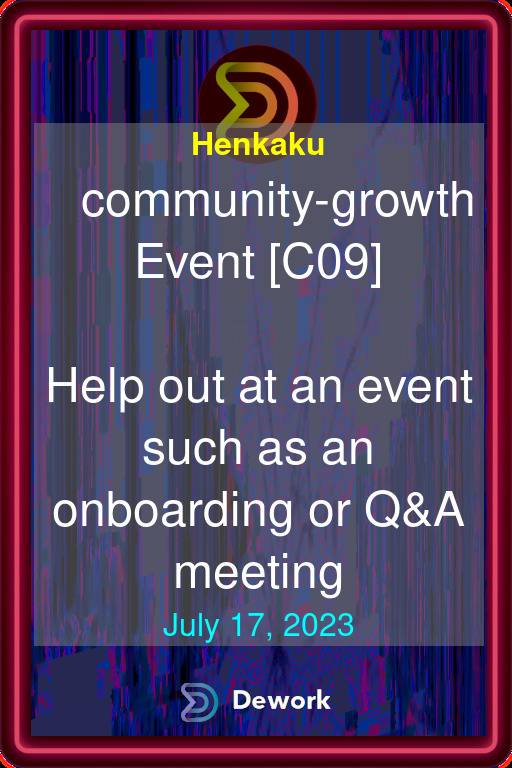 Henkaku
community-growth
Event [C09]
Help out at an event
such as an
onboarding or Q&A
meeting
July 17, 2023
Dework